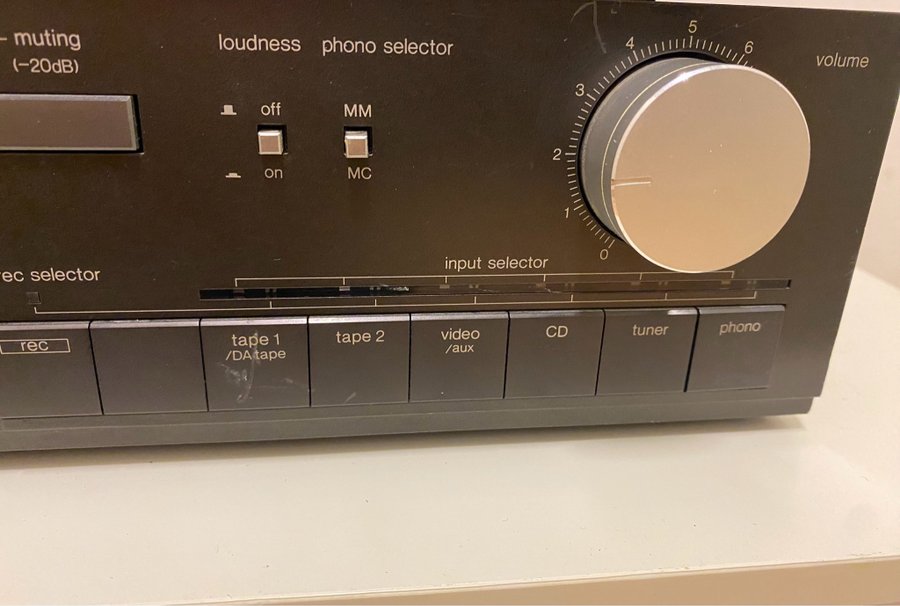 muting
(-20dB)
loudness
phono selector
off
on
MM
MC
0
1
2
3
4
5
6
volume
input selector
selector
rec
tape 1
/DA tape
tape 2
video
/aux
CD
tuner
phono